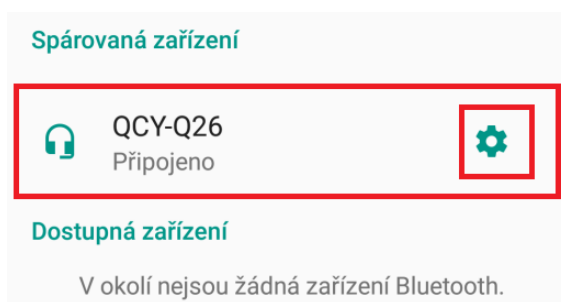 Spárovaná zařízení
QCY-Q26
Připojeno
Dostupná zařízení
V okolí nejsou žádná zařízení Bluetooth.